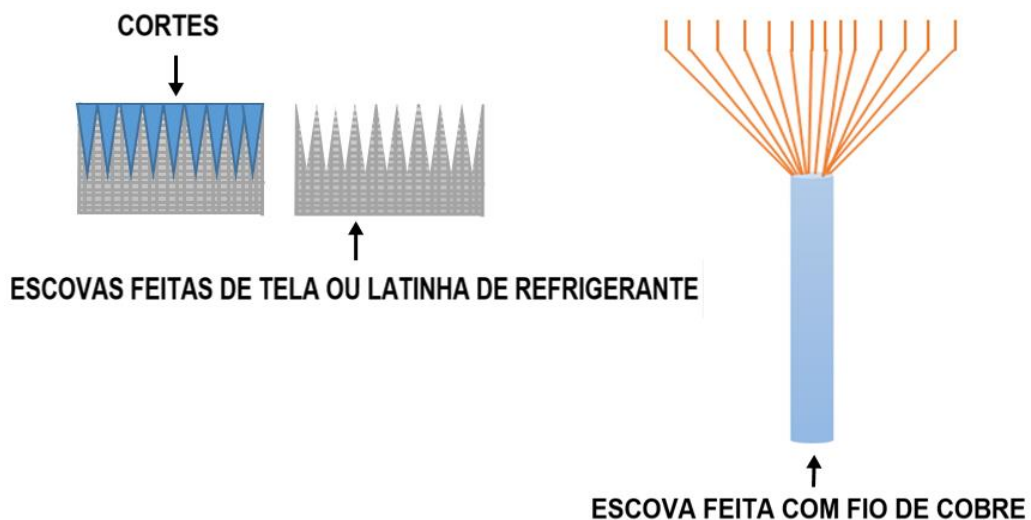 CORTES
ESCOVAS FEITAS DE TELA OU LATINHA DE REFRIGERANTE
ESCOVA FEITA COM FIO DE COBRE